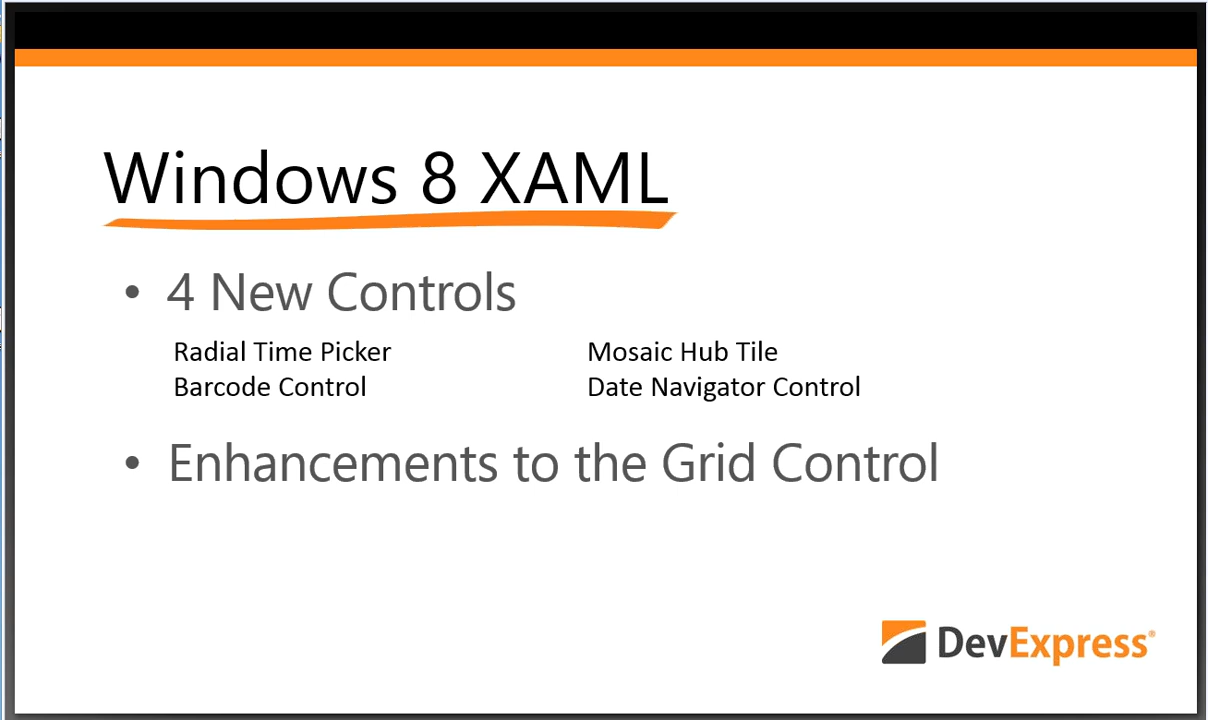 Windows 8 XAML
• 4 New Controls
Radial Time Picker
Barcode Control
Mosaic Hub Tile
Date Navigator Control
• Enhancements to the Grid Control
DevExpress®